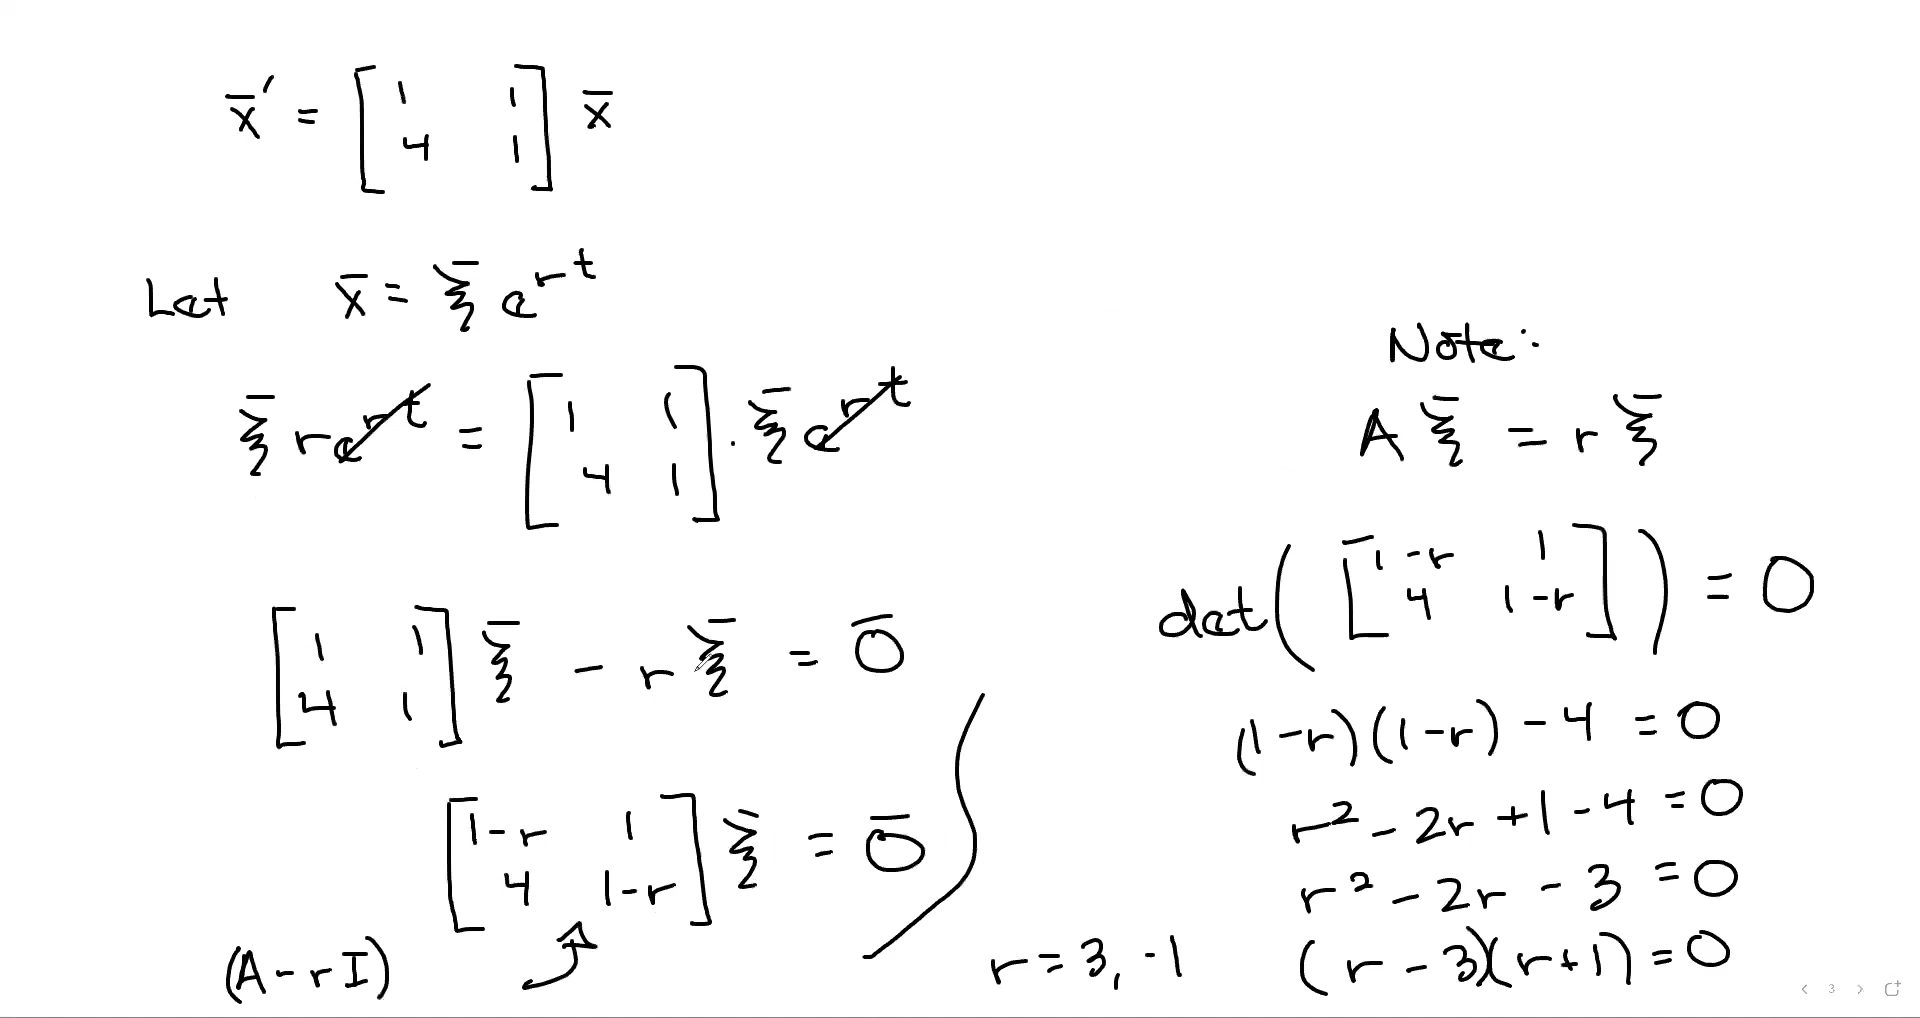 x̄' = [1 1; 4 1] x̄
Let x̄ = ξ̄ e^{rt}
ξ̄ r e^{rt} = [1 1; 4 1] · ξ̄ e^{rt}
[1 1; 4 1] ξ̄ - r ξ̄ = 0̄
[1-r 1; 4 1-r] ξ̄ = 0̄
(A - rI)
Note:
A ξ̄ = r ξ̄
det([1-r 1; 4 1-r]) = 0
(1-r)(1-r) - 4 = 0
r² - 2r + 1 - 4 = 0
r² - 2r - 3 = 0
(r - 3)(r+1) = 0
r = 3, -1
< 3 >